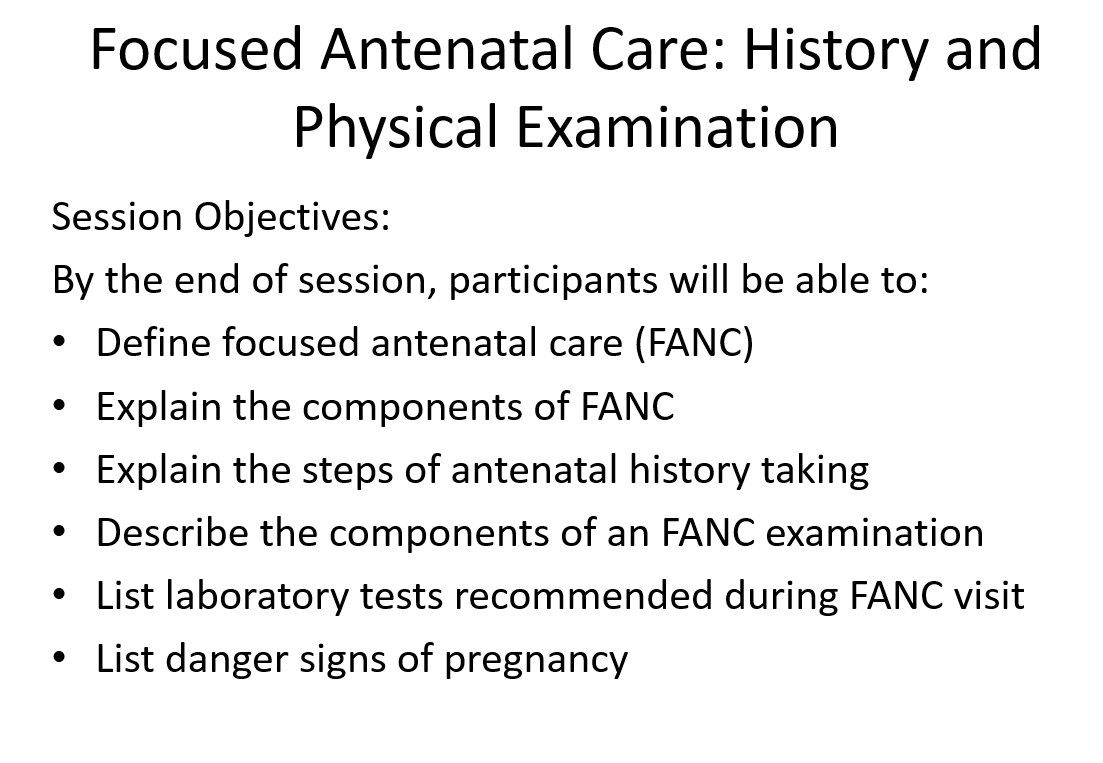 Focused Antenatal Care: History and
Physical Examination
Session Objectives:
By the end of session, participants will be able to:
• Define focused antenatal care (FANC)
• Explain the components of FANC
• Explain the steps of antenatal history taking
• Describe the components of an FANC examination
• List laboratory tests recommended during FANC visit
• List danger signs of pregnancy